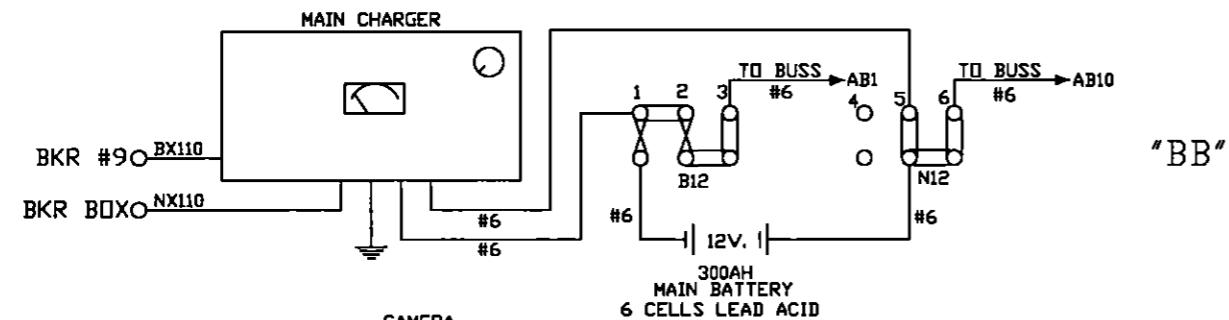 MAIN CHARGER
TO BUSS AB1
#6
TO BUSS AB10
#6
1 2 3 4 5 6
BKR #9 BX110
"BB"
B12 N12
BKR BOX NX110
#6
#6
#6
#6
12V.
300AH
MAIN BATTERY
6 CELLS LEAD ACID
CAMERA